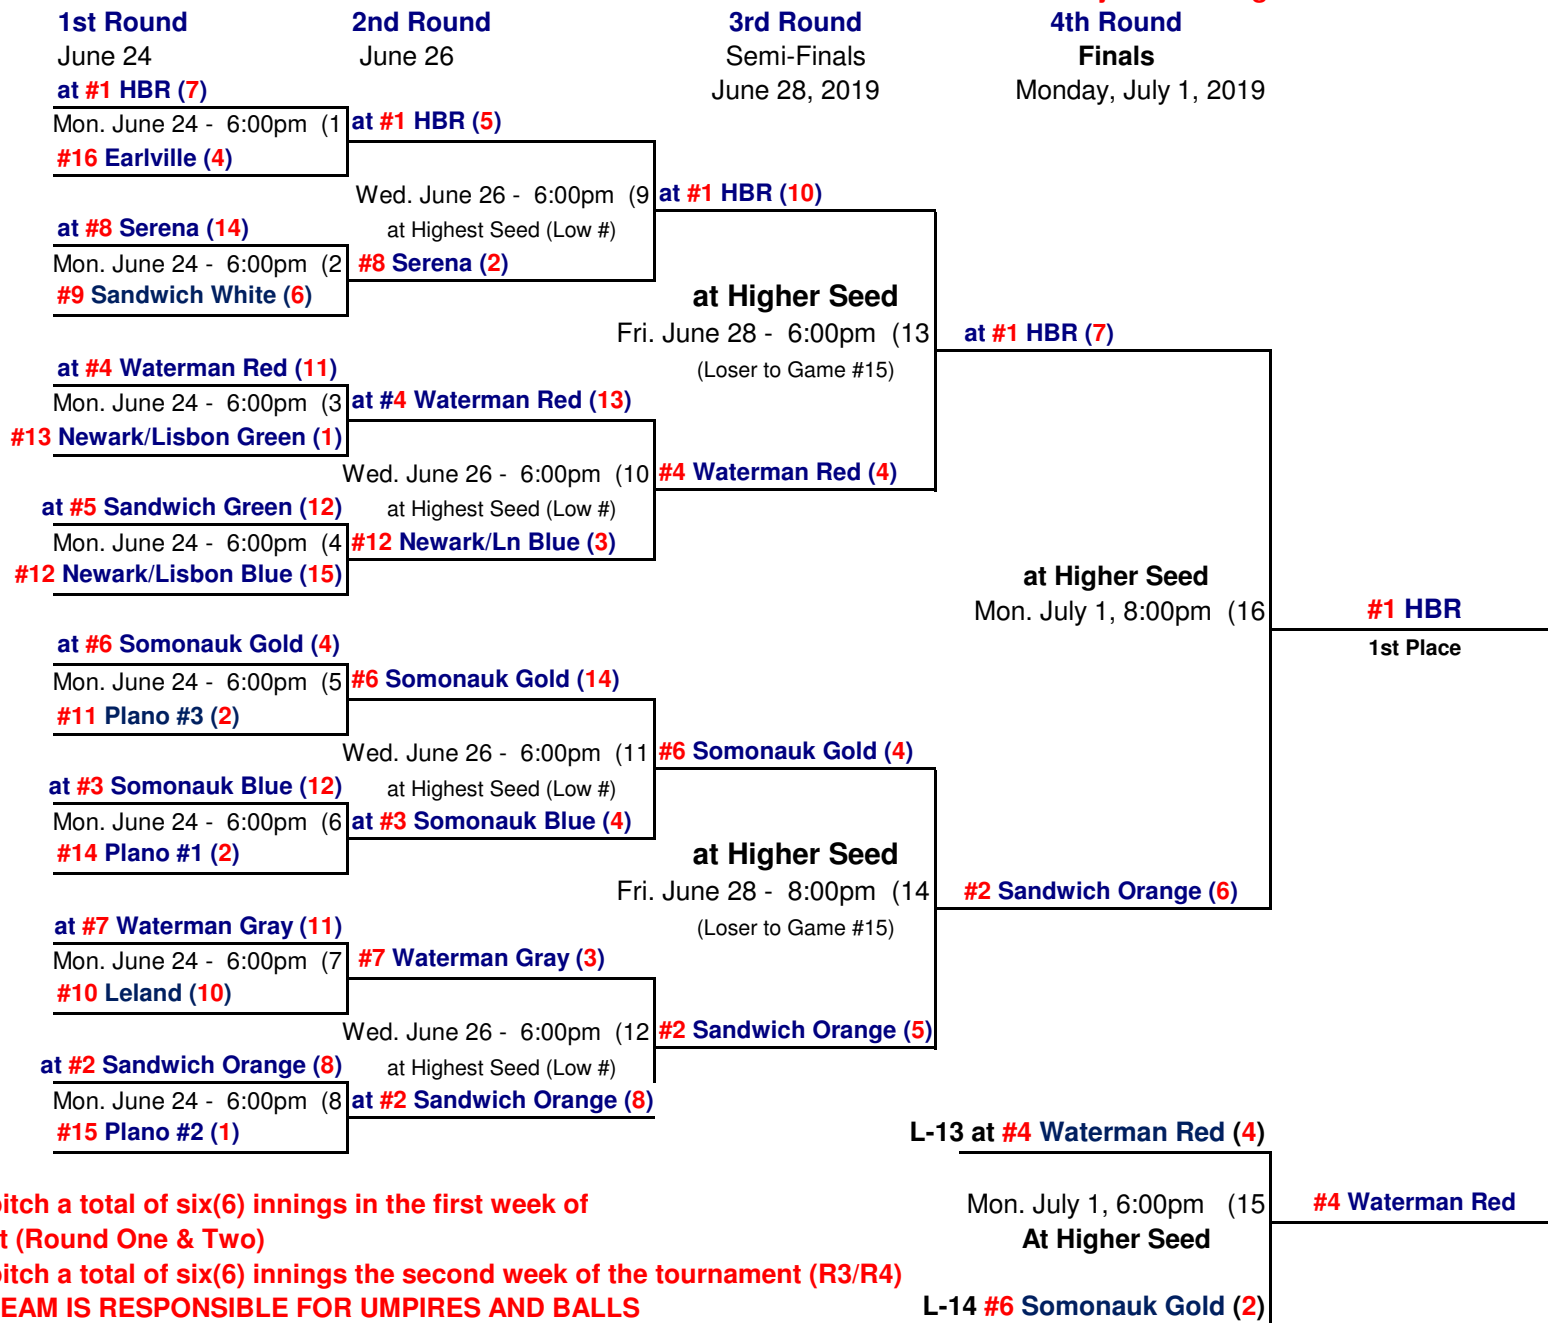 1st Round 2nd Round 3rd Round 4th Round
June 24 June 26 Semi-Finals Finals
June 28, 2019 Monday, July 1, 2019
at #1 HBR (7)
Mon. June 24 - 6:00pm (1
#16 Earlville (4)
at #8 Serena (14)
Mon. June 24 - 6:00pm (2
#9 Sandwich White (6)
at #4 Waterman Red (11)
Mon. June 24 - 6:00pm (3
#13 Newark/Lisbon Green (1)
at #5 Sandwich Green (12)
Mon. June 24 - 6:00pm (4
#12 Newark/Lisbon Blue (15)
at #6 Somonauk Gold (4)
Mon. June 24 - 6:00pm (5
#11 Plano #3 (2)
at #3 Somonauk Blue (12)
Mon. June 24 - 6:00pm (6
#14 Plano #1 (2)
at #7 Waterman Gray (11)
Mon. June 24 - 6:00pm (7
#10 Leland (10)
at #2 Sandwich Orange (8)
Mon. June 24 - 6:00pm (8
#15 Plano #2 (1)
at #1 HBR (5)
Wed. June 26 - 6:00pm (9
at Highest Seed (Low #)
#8 Serena (2)
at #4 Waterman Red (13)
Wed. June 26 - 6:00pm (10
at Highest Seed (Low #)
#12 Newark/Ln Blue (3)
#6 Somonauk Gold (14)
Wed. June 26 - 6:00pm (11
at Highest Seed (Low #)
at #3 Somonauk Blue (4)
#7 Waterman Gray (3)
Wed. June 26 - 6:00pm (12
at Highest Seed (Low #)
at #2 Sandwich Orange (8)
at #1 HBR (10)
at Higher Seed
Fri. June 28 - 6:00pm (13
(Loser to Game #15)
#4 Waterman Red (4)
#6 Somonauk Gold (4)
at Higher Seed
Fri. June 28 - 8:00pm (14
(Loser to Game #15)
#2 Sandwich Orange (5)
at #1 HBR (7)
at Higher Seed
Mon. July 1, 8:00pm (16
#2 Sandwich Orange (6)
#1 HBR
1st Place
L-13 at #4 Waterman Red (4)
Mon. July 1, 6:00pm (15
At Higher Seed
L-14 #6 Somonauk Gold (2)
#4 Waterman Red
pitch a total of six(6) innings in the first week of
t (Round One & Two)
pitch a total of six(6) innings the second week of the tournament (R3/R4)
EAM IS RESPONSIBLE FOR UMPIRES AND BALLS